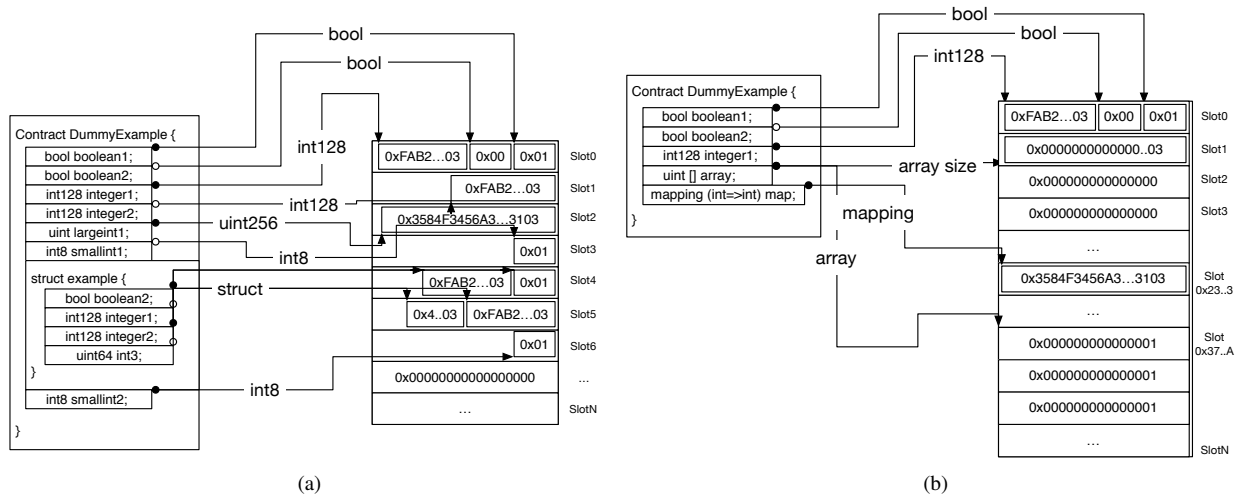 bool
bool
int128
Contract DummyExample {
bool boolean1;
bool boolean2;
int128 integer1;
int128 integer2;
uint largeint1;
int8 smallint1;
struct example {
bool boolean2;
int128 integer1;
int128 integer2;
uint64 int3;
}
int8 smallint2;
}
int128
uint256
int8
struct
int8
0xFAB2...03 0x00 0x01 Slot0
0xFAB2...03 Slot1
0x3584F3456A3...3103 Slot2
0x01 Slot3
0xFAB2...03 0x01 Slot4
0x4..03 0xFAB2...03 Slot5
0x01 Slot6
0x00000000000000000 ...
... SlotN
(a)
bool
bool
int128
Contract DummyExample {
bool boolean1;
bool boolean2;
int128 integer1;
uint [] array;
mapping (int=>int) map;
}
array size
mapping
array
0xFAB2...03 0x00 0x01 Slot0
0x0000000000000..03 Slot1
0x000000000000000 Slot2
0x000000000000000 Slot3
...
0x3584F3456A3...3103 Slot
0x23..3
...
0x000000000000001 Slot
0x37..A
0x000000000000001
0x000000000000001
... SlotN
(b)